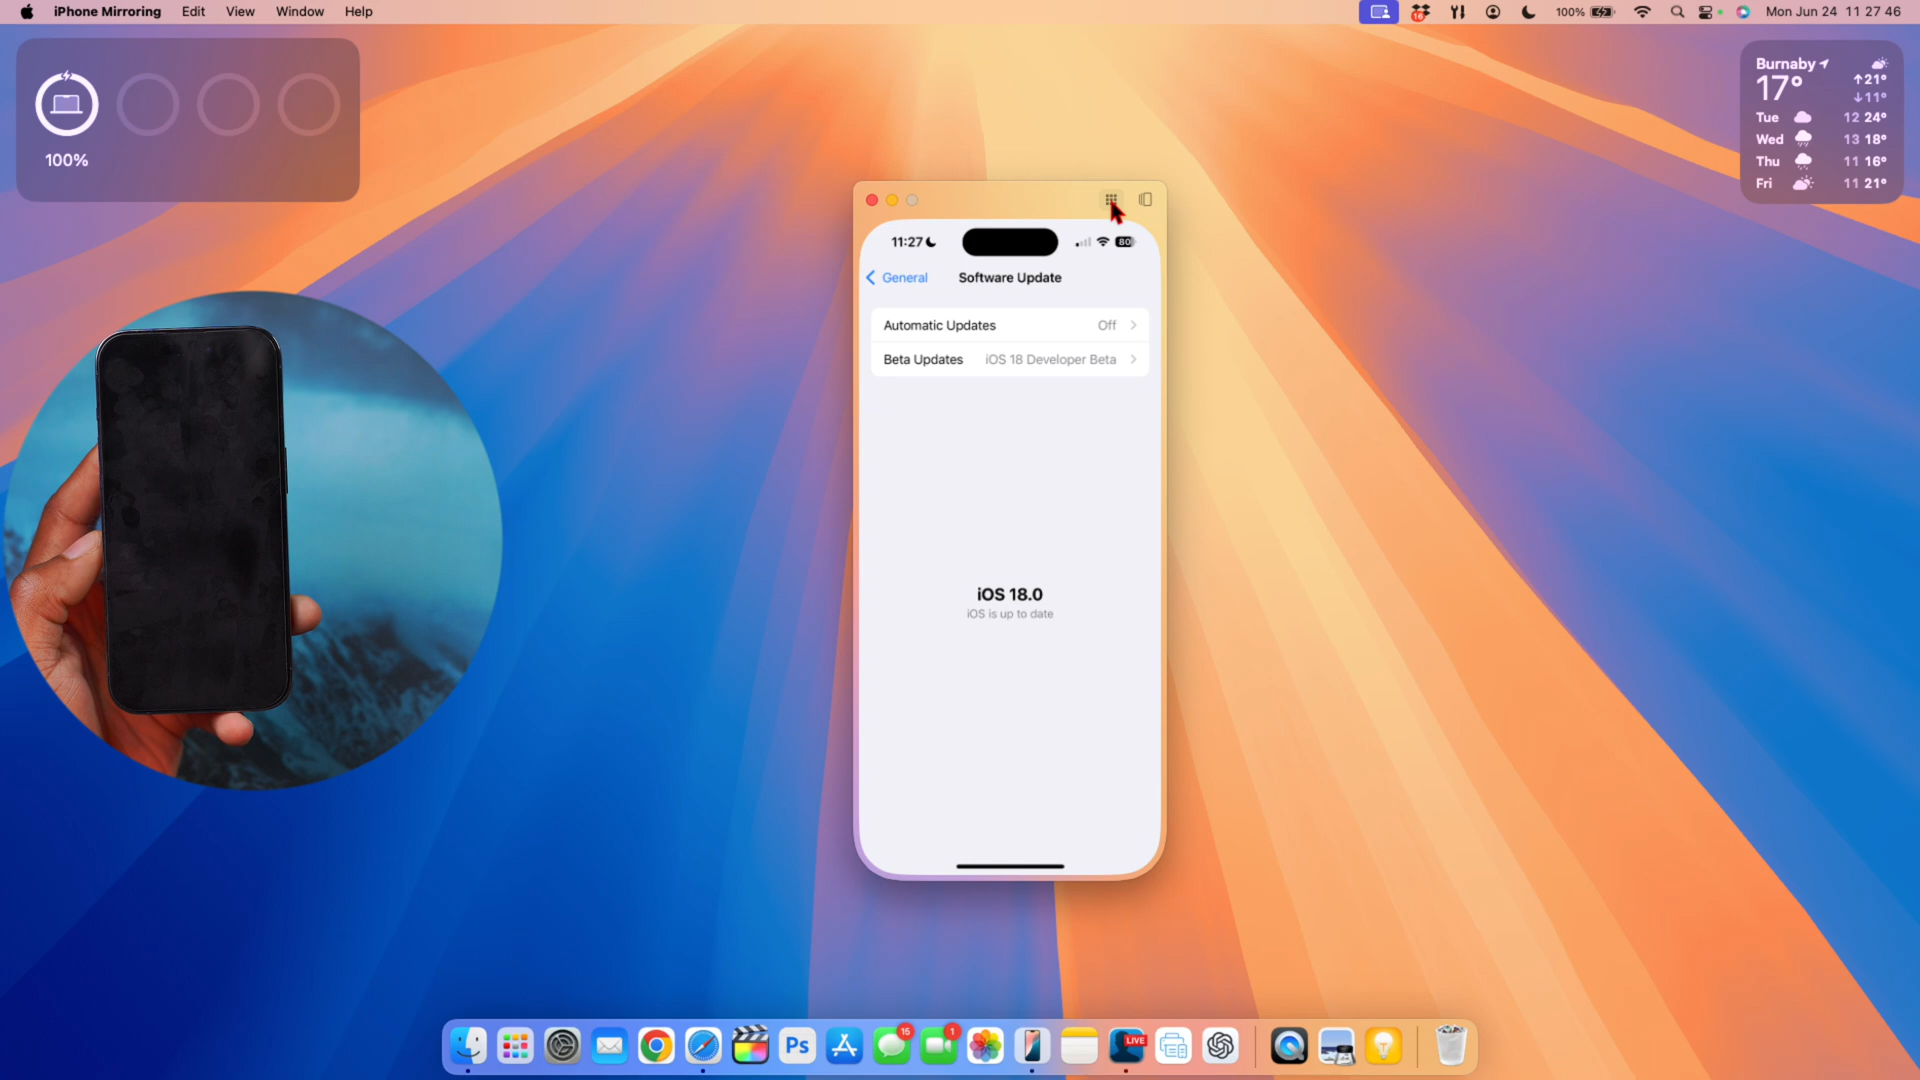 iPhone Mirroring Edit View Window Help
16 100% Mon Jun 24 11 27 46
100%
Burnaby
17° 21°
11°
Tue 12 24°
Wed 13 18°
Thu 11 16°
Fri 11 21°
11:27 80
General Software Update
Automatic Updates Off
Beta Updates iOS 18 Developer Beta
iOS 18.0
iOS is up to date
Ps 15 1 LIVE